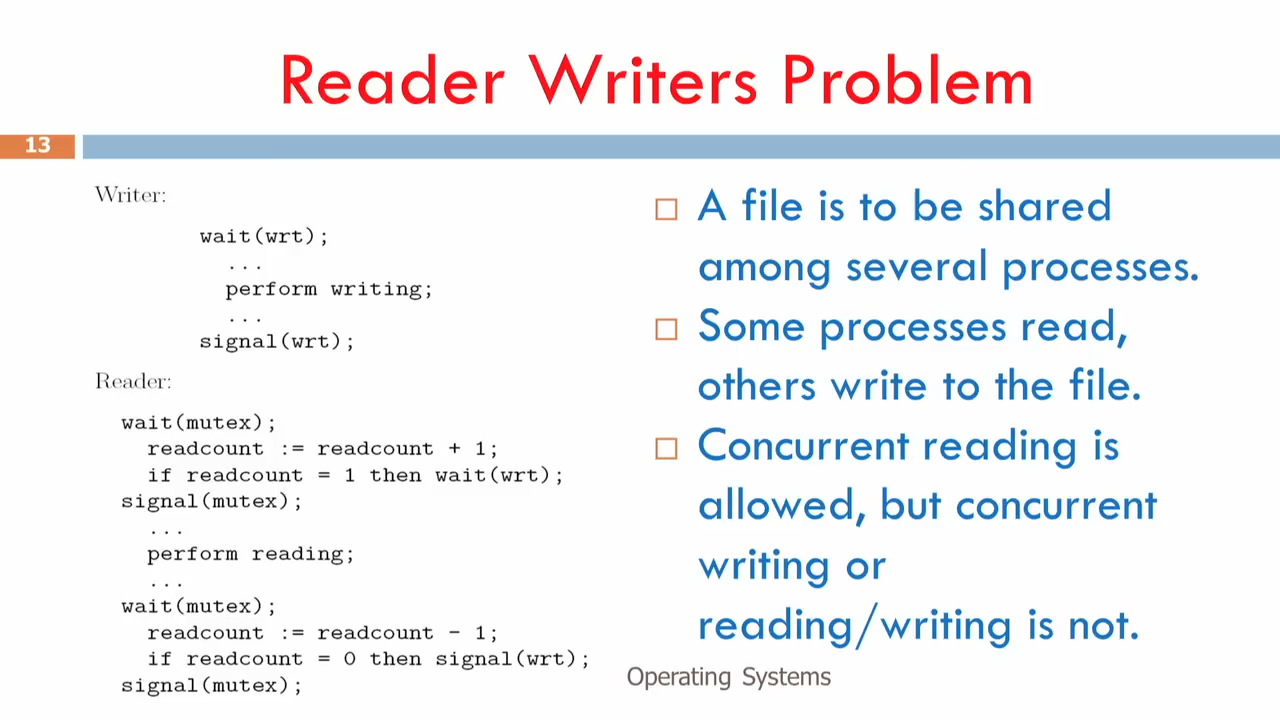 Reader Writers Problem
13
Writer:
wait(wrt);
...
perform writing;
...
signal(wrt);
Reader:
wait(mutex);
readcount := readcount + 1;
if readcount = 1 then wait(wrt);
signal(mutex);
...
perform reading;
...
wait(mutex);
readcount := readcount - 1;
if readcount = 0 then signal(wrt);
signal(mutex);
A file is to be shared
among several processes.
Some processes read,
others write to the file.
Concurrent reading is
allowed, but concurrent
writing or
reading/writing is not.
Operating Systems